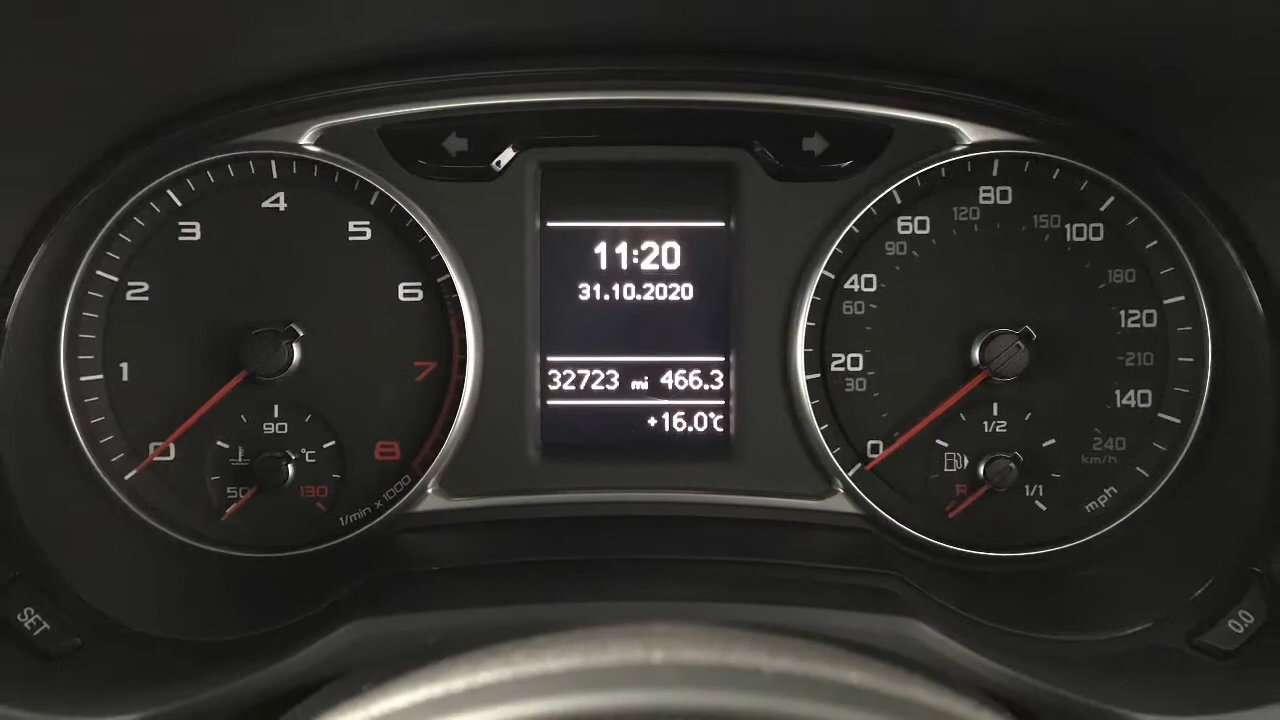 0 1 2 3 4 5 6 7 8
1/min x 1000
50 90 130
°C
11:20
31.10.2020
32723 mi 466.3
+16.0°C
0 20 40 60 80 100 120 140
mph
30 60 90 120 150 180 210 240
km/h
R 1/2 1/1
SET
0.0